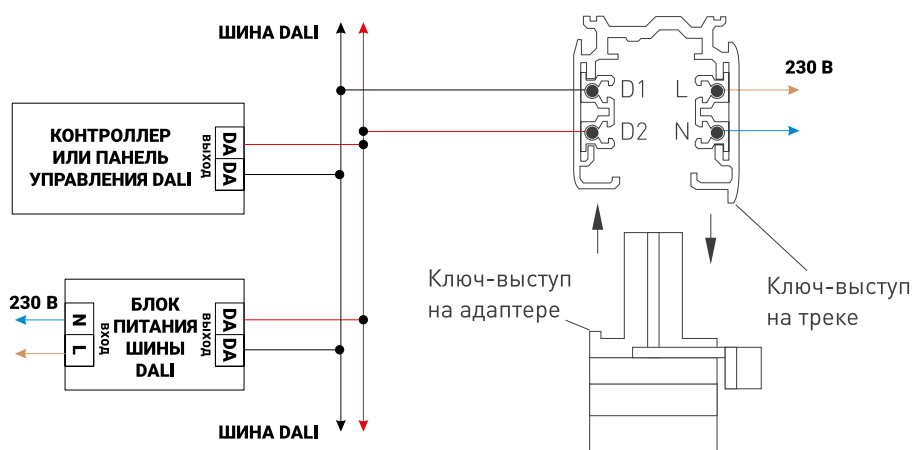 ШИНА DALI
КОНТРОЛЛЕР
ИЛИ ПАНЕЛЬ
УПРАВЛЕНИЯ DALI
ВЫХОД
DA
DA
D1
L
230 В
D2
N
Ключ-выступ
на адаптере
Ключ-выступ
на треке
230 В
N
L
ВХОД
БЛОК
ПИТАНИЯ
ШИНЫ
DALI
ВЫХОД
DA
DA
ШИНА DALI